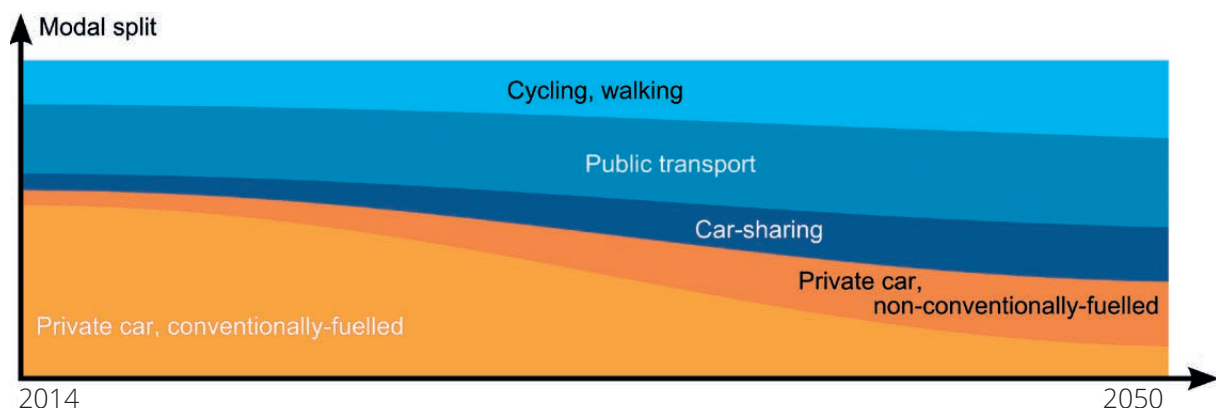 Modal split
Cycling, walking
Public transport
Car-sharing
Private car,
non-conventionally-fuelled
Private car, conventionally-fuelled
2014
2050